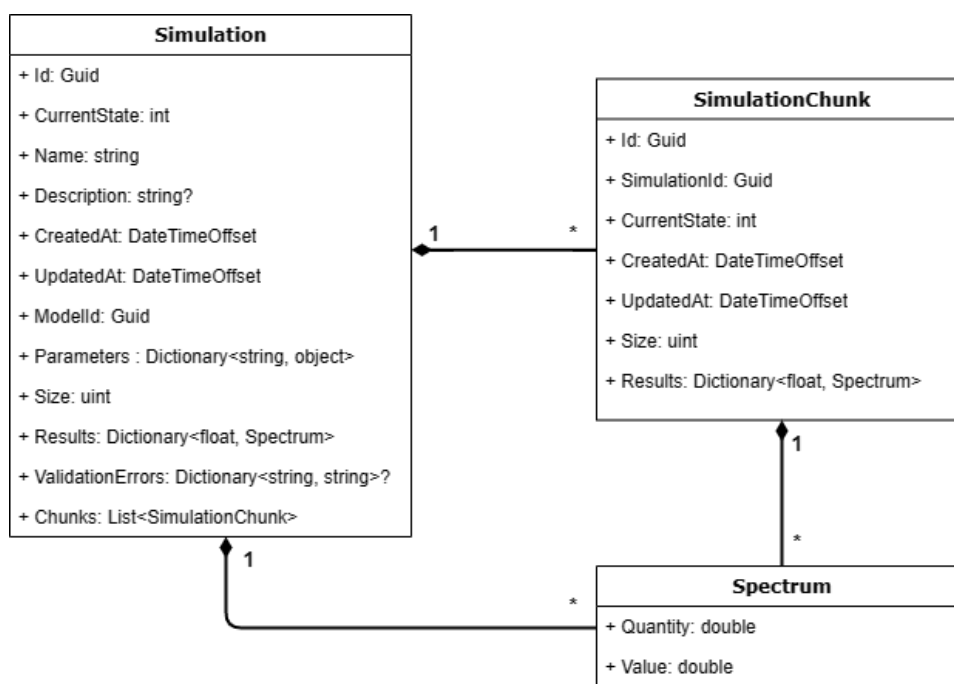 Simulation
+ Id: Guid
+ CurrentState: int
+ Name: string
+ Description: string?
+ CreatedAt: DateTimeOffset
+ UpdatedAt: DateTimeOffset
+ ModelId: Guid
+ Parameters : Dictionary<string, object>
+ Size: uint
+ Results: Dictionary<float, Spectrum>
+ ValidationErrors: Dictionary<string, string>?
+ Chunks: List<SimulationChunk>
1
*
SimulationChunk
+ Id: Guid
+ SimulationId: Guid
+ CurrentState: int
+ CreatedAt: DateTimeOffset
+ UpdatedAt: DateTimeOffset
+ Size: uint
+ Results: Dictionary<float, Spectrum>
1
*
1
*
Spectrum
+ Quantity: double
+ Value: double